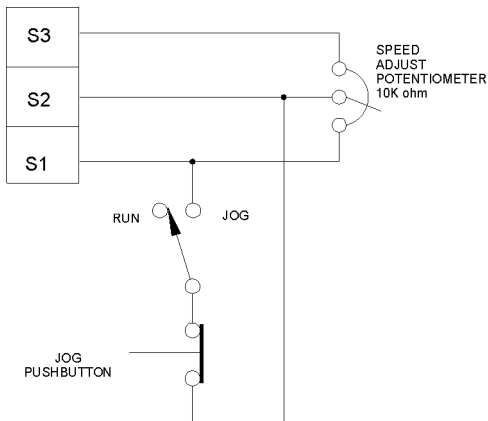 S3
SPEED
ADJUST
POTENTIOMETER
10K ohm
S2
S1
RUN
JOG
JOG
PUSHBUTTON